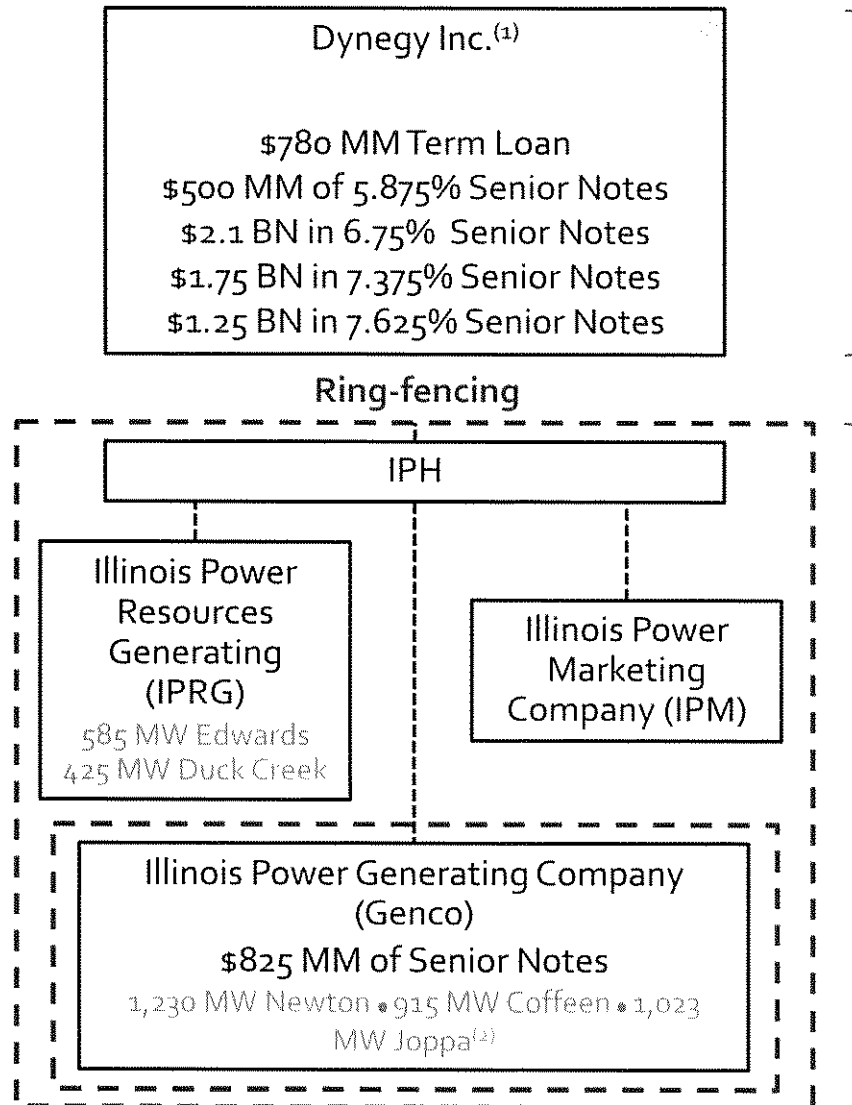 Dynegy Inc.(1)
$780 MM Term Loan
$500 MM of 5.875% Senior Notes
$2.1 BN in 6.75% Senior Notes
$1.75 BN in 7.375% Senior Notes
$1.25 BN in 7.625% Senior Notes
Ring-fencing
IPH
Illinois Power
Resources
Generating
(IPRG)
585 MW Edwards
425 MW Duck Creek
Illinois Power
Marketing
Company (IPM)
Illinois Power Generating Company
(Genco)
$825 MM of Senior Notes
1,230 MW Newton • 915 MW Coffeen • 1,023
MW Joppa(2)